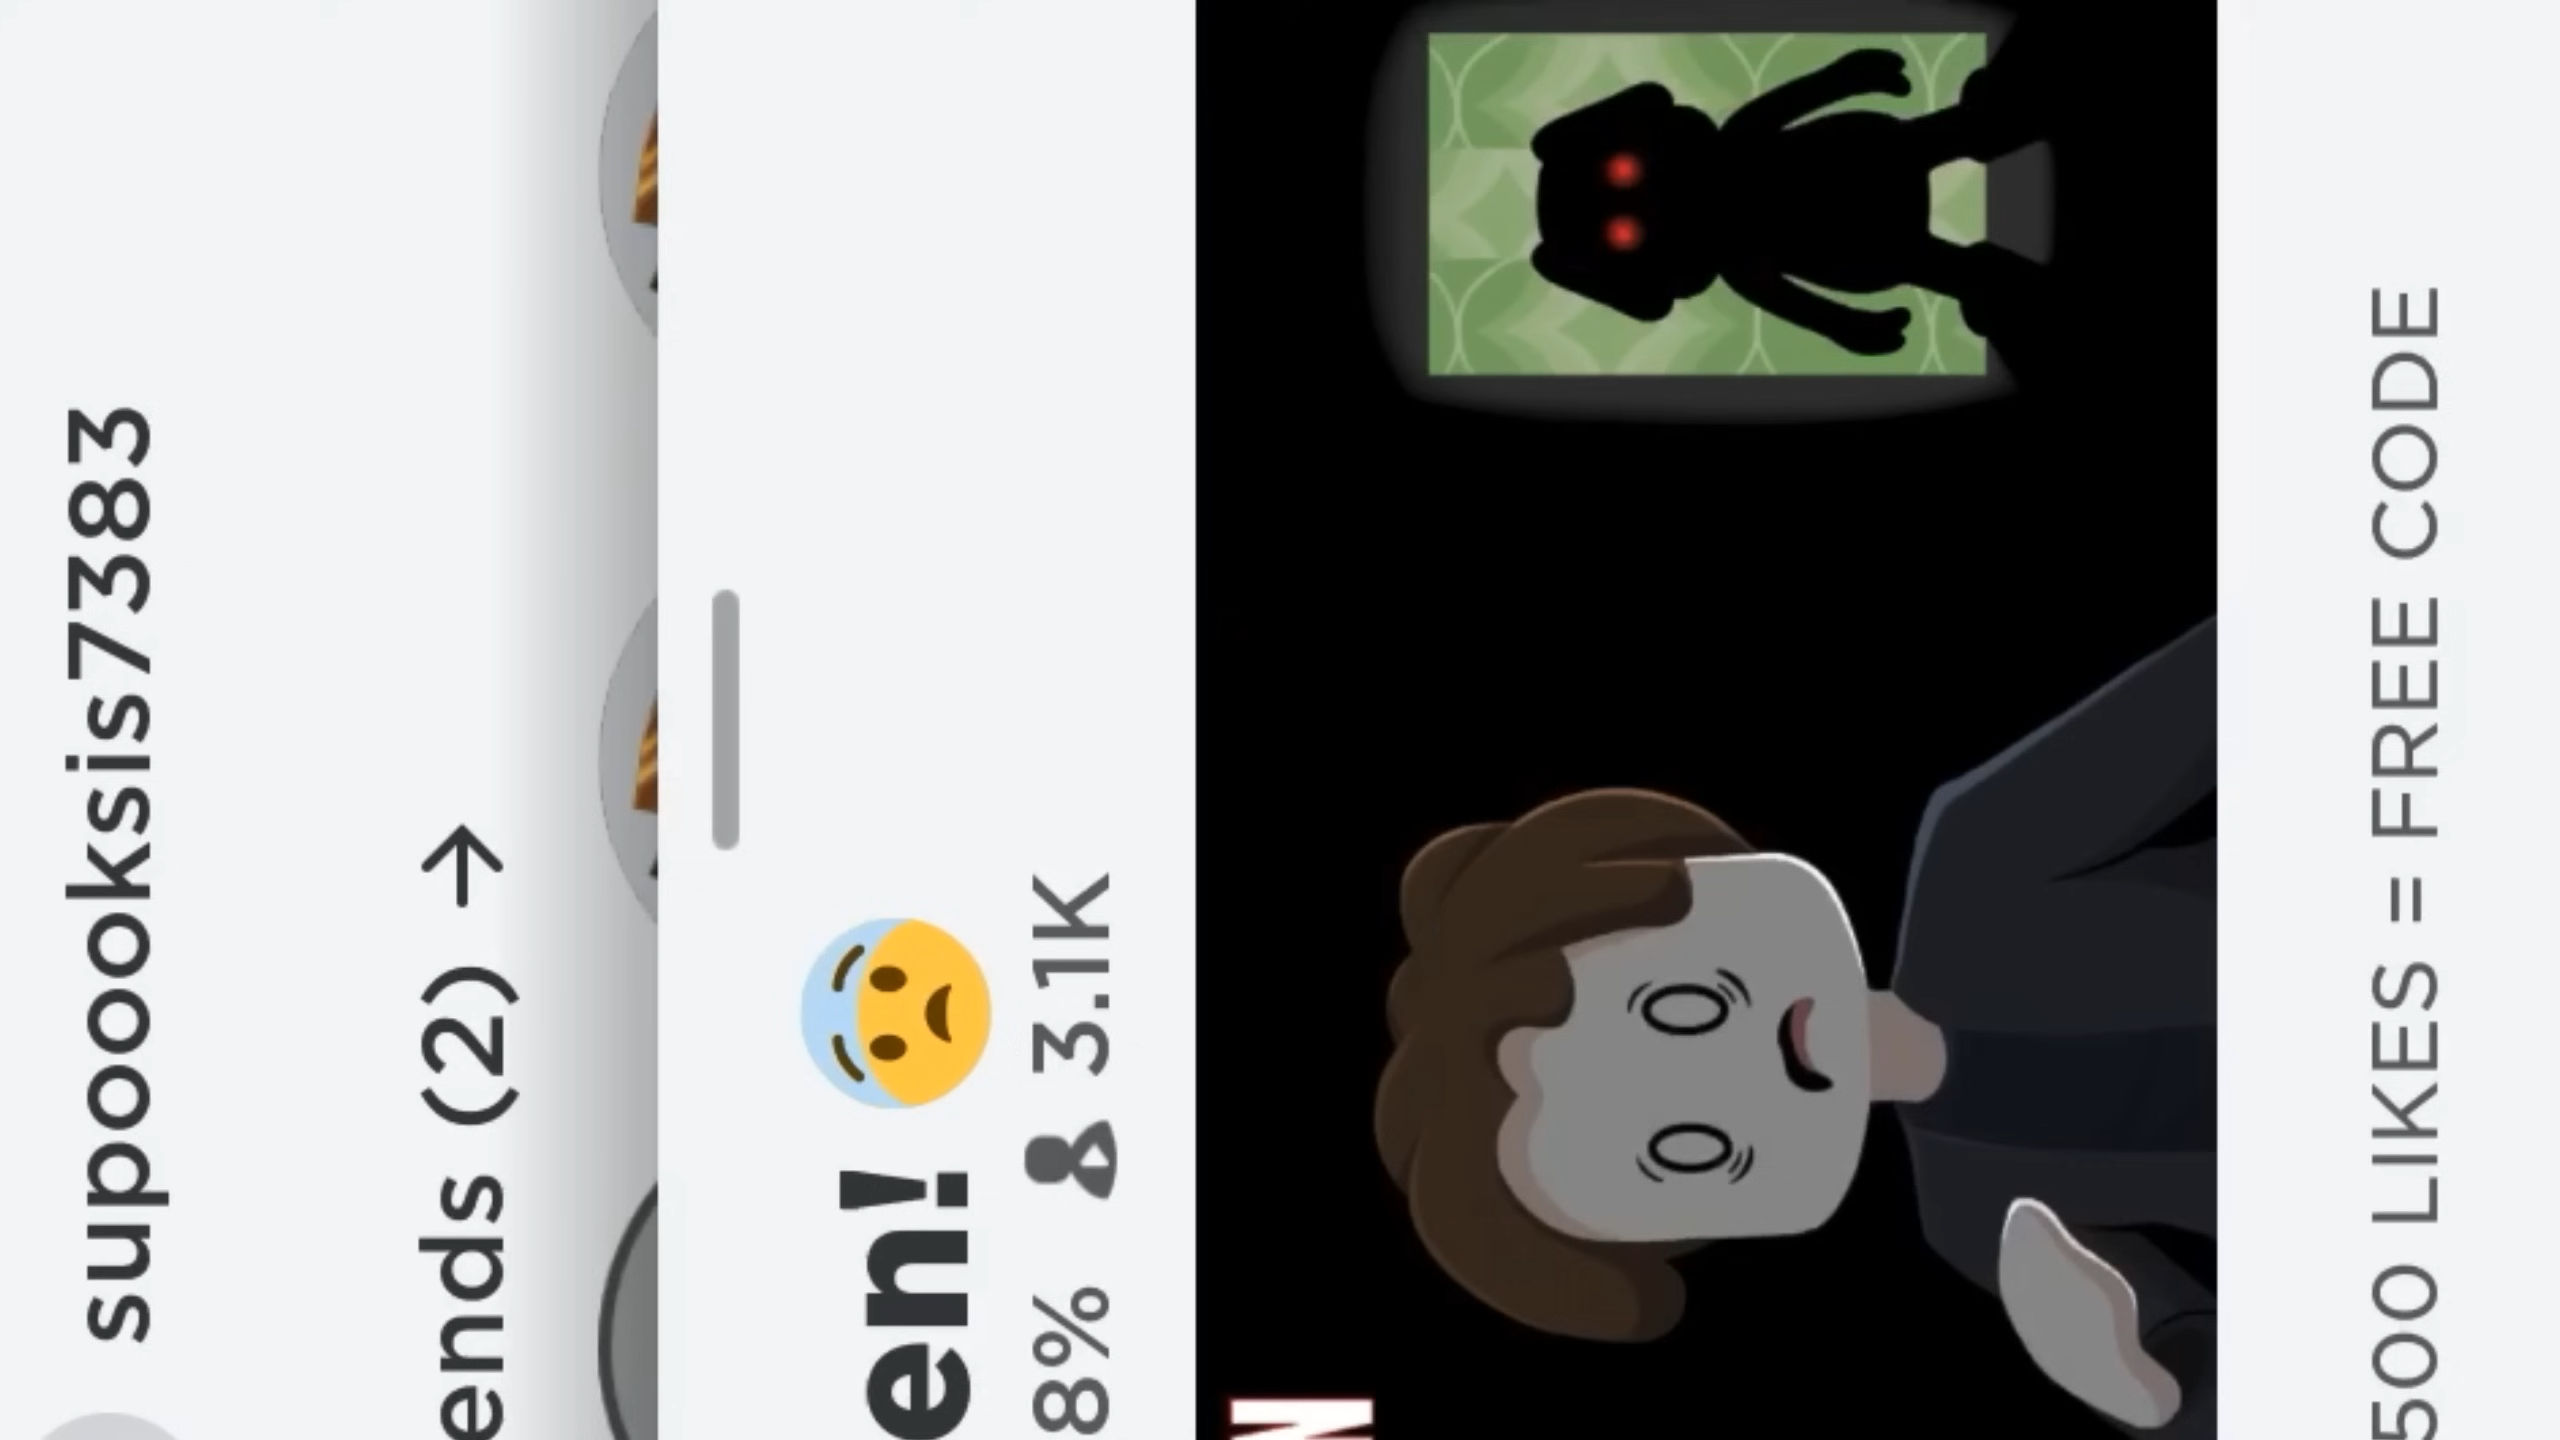 supoooksis7383
ends (2) →
en! 😰
8% 3.1K
N
500 LIKES = FREE CODE